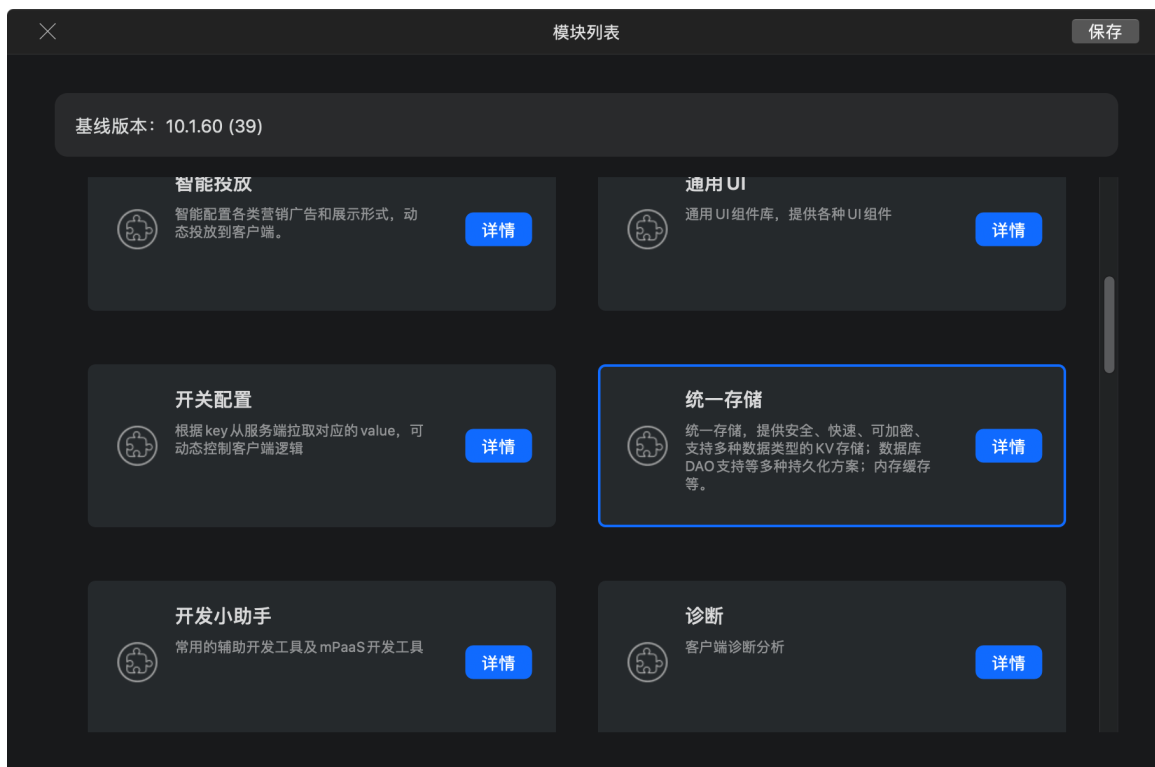 模块列表
保存
基线版本：10.1.60 (39)
智能投放
智能配置各类营销广告和展示形式，动
态投放到客户端。
详情
通用 UI
通用 UI 组件库，提供各种 UI 组件
详情
开关配置
根据 key 从服务端拉取对应的 value，可
动态控制客户端逻辑
详情
统一存储
统一存储，提供安全、快速、可加密、
支持多种数据类型的 KV 存储；数据库
DAO 支持等多种持久化方案；内存缓存
等。
详情
开发小助手
常用的辅助开发工具及 mPaaS 开发工具
详情
诊断
客户端诊断分析
详情